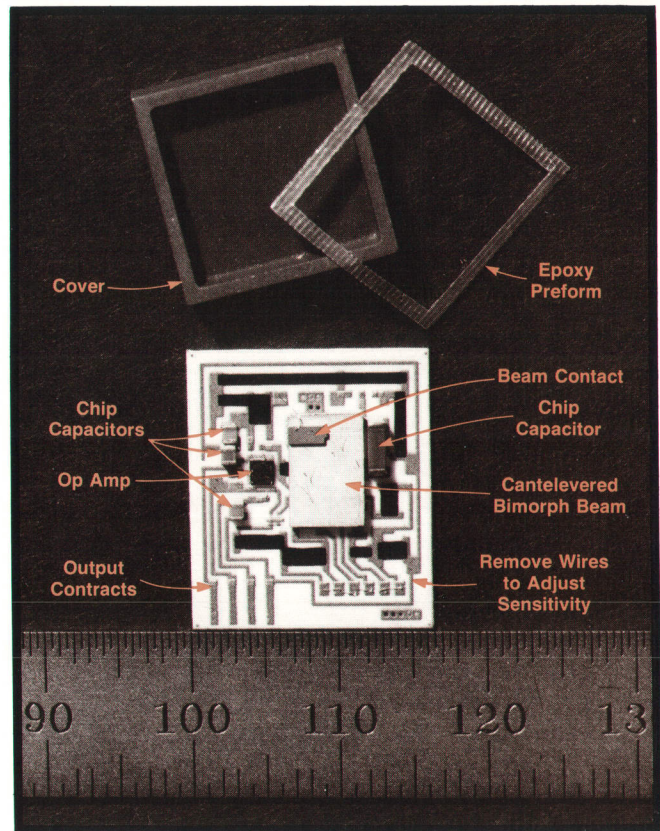 Cover
Epoxy
Preform
Beam Contact
Chip
Capacitors
Chip
Capacitor
Op Amp
Cantelevered
Bimorph Beam
Output
Contracts
Remove Wires
to Adjust
Sensitivity
90 100 110 120 13